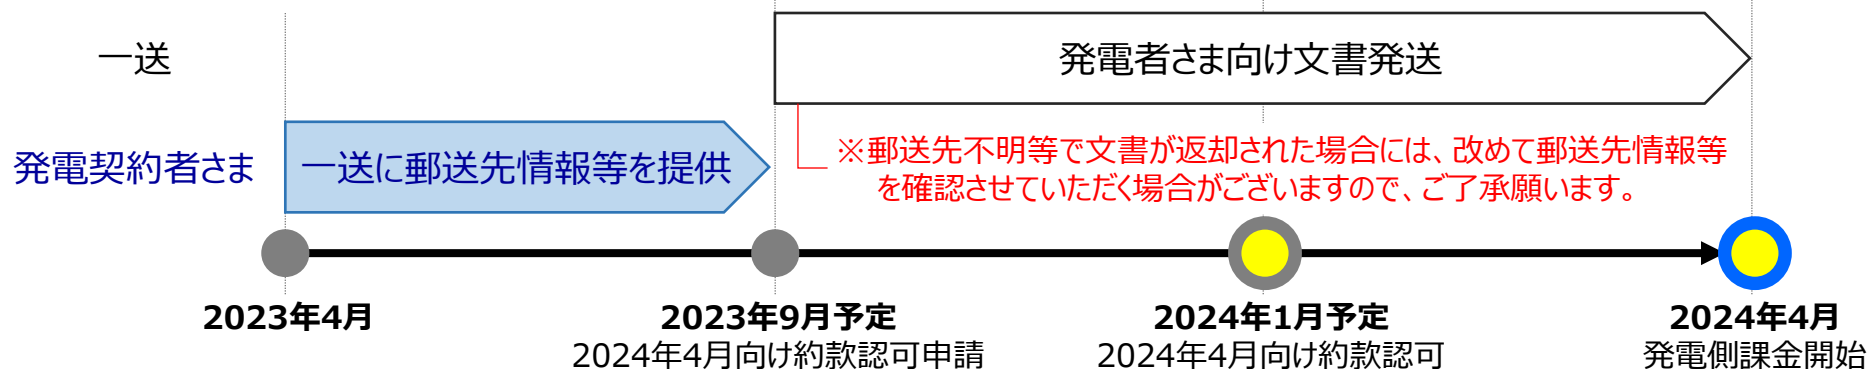 一送
発電者さま向け文書発送
発電契約者さま
一送に郵送先情報等を提供
※郵送先不明等で文書が返却された場合には、改めて郵送先情報等
を確認させていただく場合がございますので、ご了承願います。
2023年4月
2023年9月予定
2024年4月向け約款認可申請
2024年1月予定
2024年4月向け約款認可
2024年4月
発電側課金開始